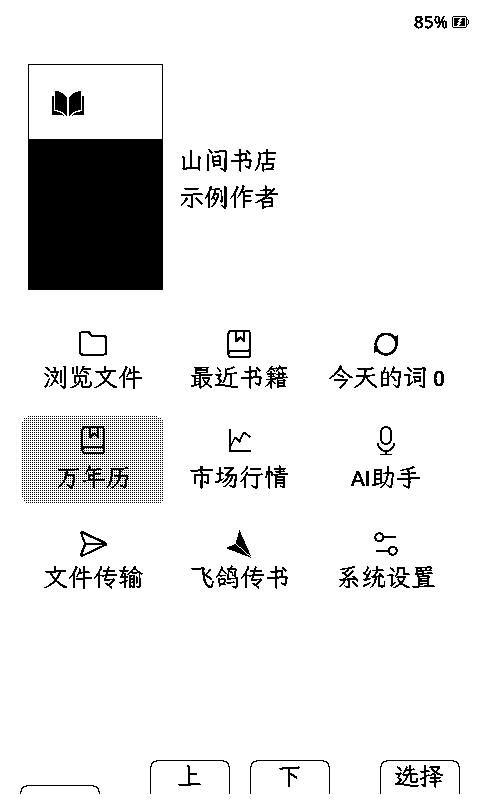 85%
山间书店
示例作者
浏览文件 最近书籍 今天的词 0
万年历 市场行情 AI助手
文件传输 飞鸽传书 系统设置
上 下 选择